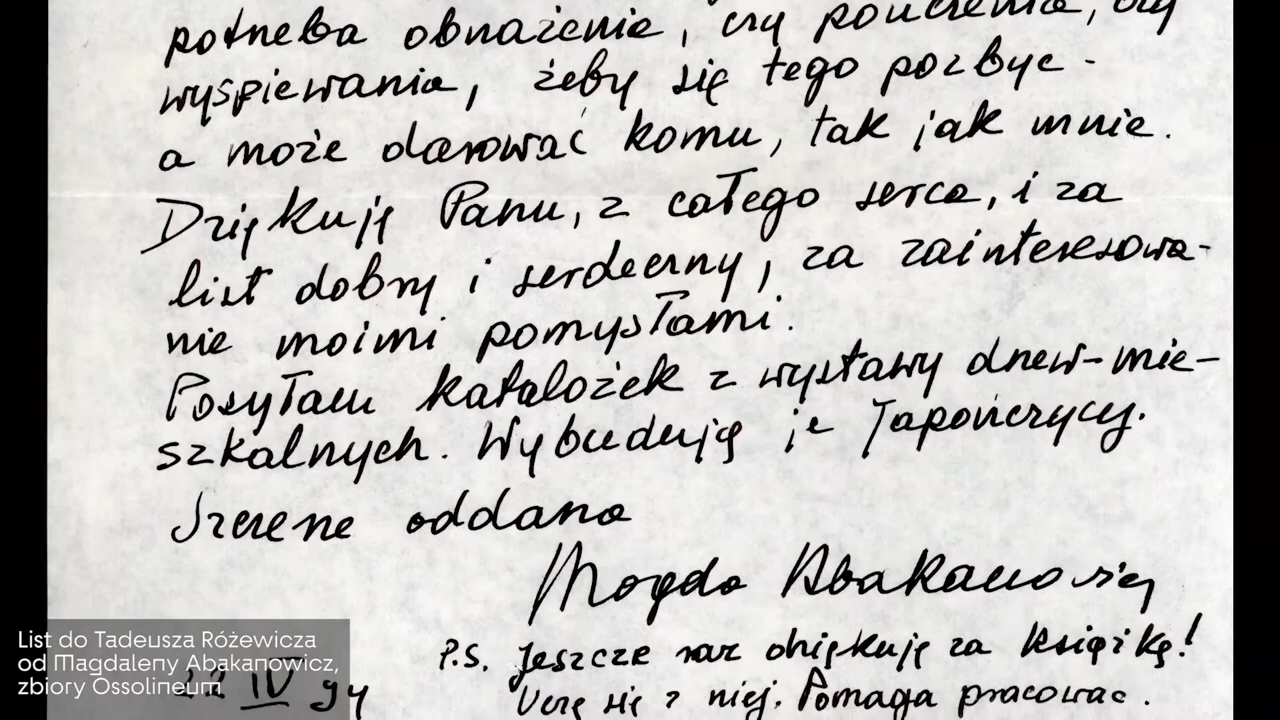 potrzeba obnażenia, czy pouczenia, czy
wyśpiewania, żeby się tego pozbyć -
a może darować komu, tak jak mnie.
Dziękuję Panu, z całego serca, i za
list dobry i serdeczny, za zainteresowa-
nie moimi pomysłami.
Posyłam katalożek z wystawy drzew-mie-
szkalnych. Wybudują je Japończycy.
Szczerze oddana
Magda Abakanowicz
P.S. Jeszcze raz dziękuję za książkę!
Uczę się z niej. Pomaga pracować.
22 IV 94
List do Tadeusza Różewicza
od Magdaleny Abakanowicz,
zbiory Ossolineum